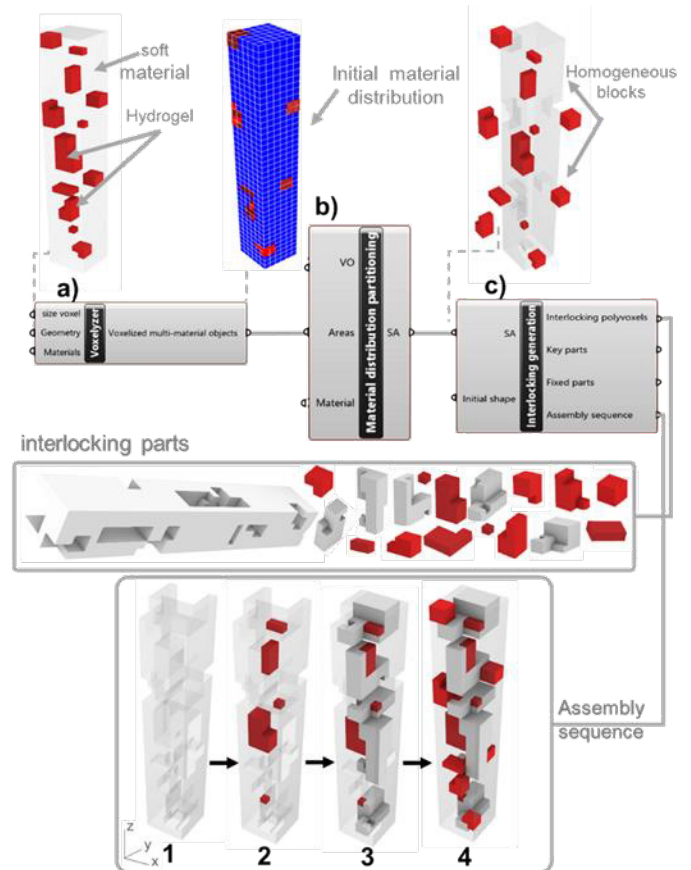 soft
material
Hydrogel
Initial material
distribution
Homogeneous
blocks
a)
size voxel
Geometry
Materials
Voxelyzer
Voxelized multi-material objects
b)
VO
Areas
Material
Material distribution partitioning
SA
c)
SA
Initial shape
Interlocking generation
Interlocking polyvoxels
Key parts
Fixed parts
Assembly sequence
interlocking parts
Assembly
sequence
z
y
x
1
2
3
4